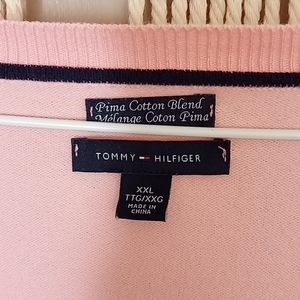 Pima Cotton Blend
Mélange Coton Pima
TOMMY HILFIGER
XXL
TTG/XXG
MADE IN
CHINA